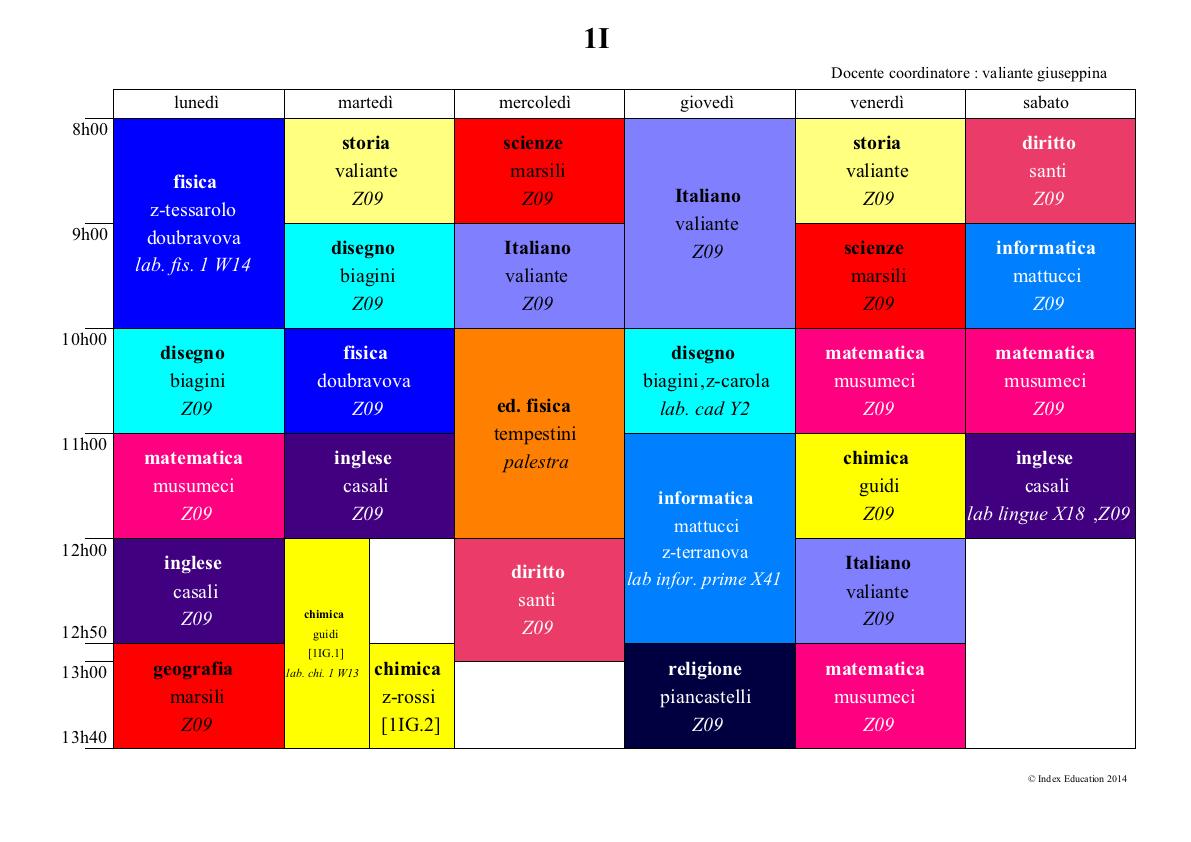 1I
Docente coordinatore : valiante giuseppina
lunedì
martedì
mercoledì
giovedì
venerdì
sabato
8h00
9h00
10h00
11h00
12h00
12h50
13h00
13h40
fisica
z-tessarolo
doubravova
lab. fis. 1 W14
disegno
biagini
Z09
matematica
musumeci
Z09
inglese
casali
Z09
geografia
marsili
Z09
storia
valiante
Z09
disegno
biagini
Z09
fisica
doubravova
Z09
inglese
casali
Z09
chimica
guidi
[1IG.1]
lab. chi. 1 W13
chimica
z-rossi
[1IG.2]
scienze
marsili
Z09
Italiano
valiante
Z09
ed. fisica
tempestini
palestra
diritto
santi
Z09
Italiano
valiante
Z09
disegno
biagini,z-carola
lab. cad Y2
informatica
mattucci
z-terranova
lab infor. prime X41
religione
piancastelli
Z09
storia
valiante
Z09
scienze
marsili
Z09
matematica
musumeci
Z09
chimica
guidi
Z09
Italiano
valiante
Z09
matematica
musumeci
Z09
diritto
santi
Z09
informatica
mattucci
Z09
matematica
musumeci
Z09
inglese
casali
lab lingue X18 ,Z09
© Index Education 2014